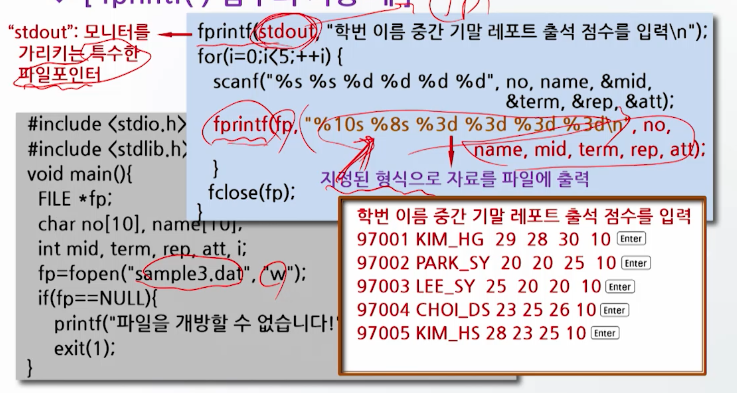 [ fprintf( ) 함수의 사용 예 ]
"stdout": 모니터를
가리키는 특수한
파일포인터
fprintf(stdout, "학번 이름 중간 기말 레포트 출석 점수를 입력\n");
for(i=0;i<5;++i) {
scanf("%s %s %d %d %d %d", no, name, &mid,
&term, &rep, &att);
fprintf(fp, "%10s %8s %3d %3d %3d %3d\n", no,
name, mid, term, rep, att);
}
지정된 형식으로 자료를 파일에 출력
fclose(fp);
}
#include <stdio.h>
#include <stdlib.h>
void main(){
FILE *fp;
char no[10], name[10];
int mid, term, rep, att, i;
fp=fopen("sample3.dat", "w");
if(fp==NULL){
printf("파일을 개방할 수 없습니다!"
exit(1);
}
학번 이름 중간 기말 레포트 출석 점수를 입력
97001 KIM_HG 29 28 30 10 Enter
97002 PARK_SY 20 20 25 10 Enter
97003 LEE_SY 25 20 20 10 Enter
97004 CHOI_DS 23 25 26 10 Enter
97005 KIM_HS 28 23 25 10 Enter